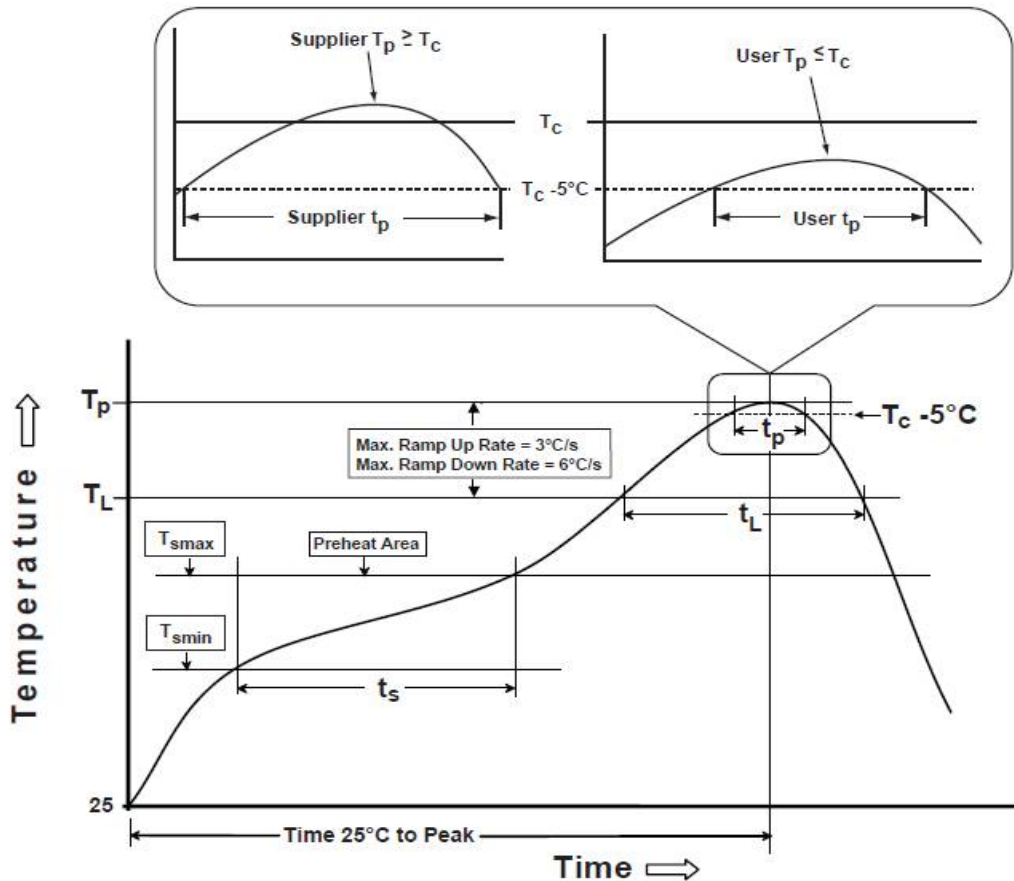 Supplier Tp ≥ Tc
User Tp ≤ Tc
Tc
Tc -5°C
Supplier tp
User tp
Tp
Tc -5°C
tp
Max. Ramp Up Rate = 3°C/s
Max. Ramp Down Rate = 6°C/s
TL
tL
Tsmax
Preheat Area
Tsmin
ts
Temperature
25
Time 25°C to Peak
Time